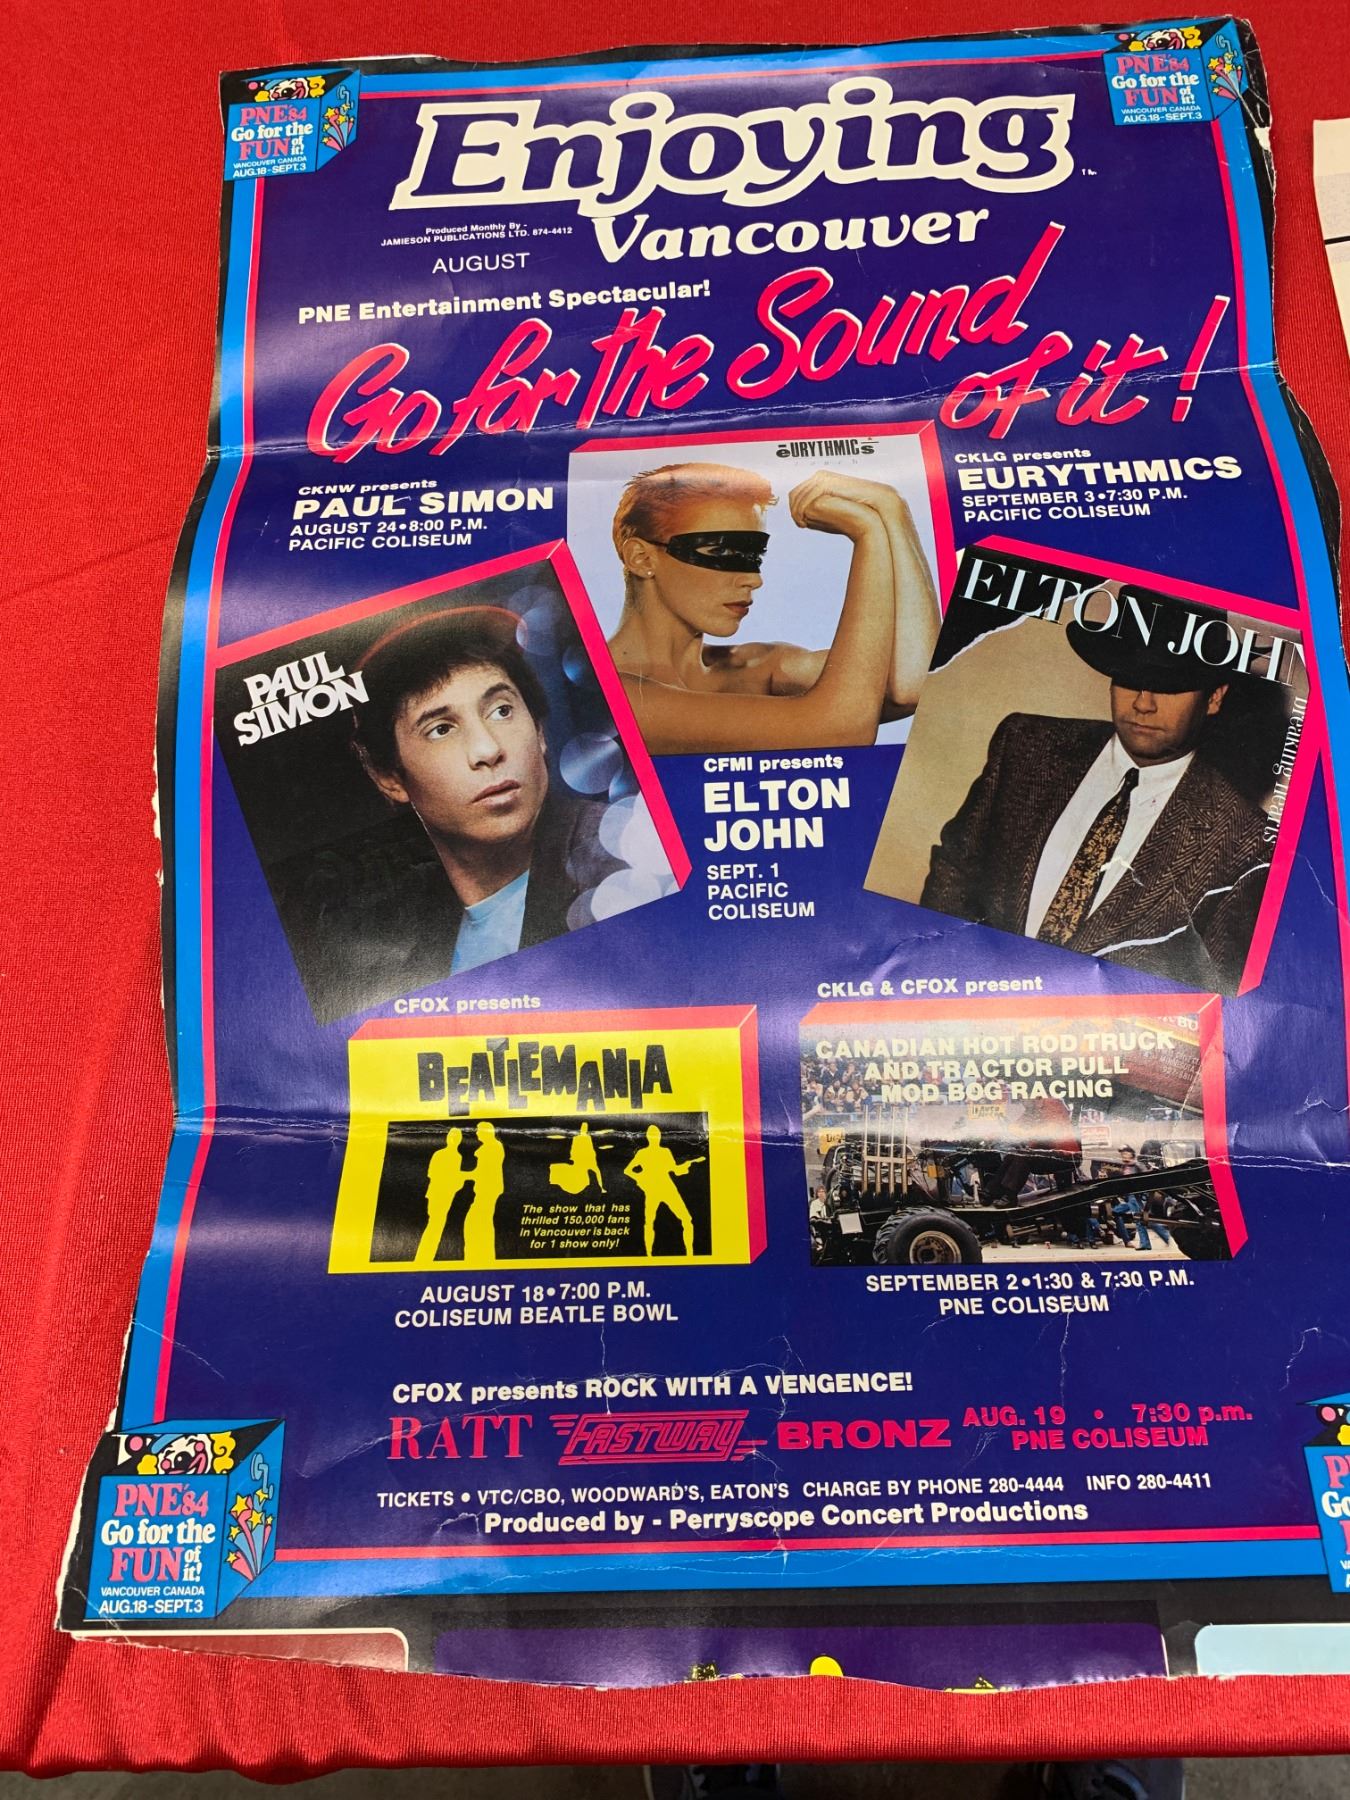 PNE'84
Go for the
FUN of it!
VANCOUVER CANADA
AUG.18-SEPT.3
PNE'84
Go for the
FUN of it!
VANCOUVER CANADA
AUG.18-SEPT.3
Enjoying
Vancouver
Produced Monthly By -
JAMIESON PUBLICATIONS LTD. 874-4412
AUGUST
PNE Entertainment Spectacular!
Go for the Sound
of it!
CKNW presents
PAUL SIMON
AUGUST 24•8:00 P.M.
PACIFIC COLISEUM
EURYTHMICS
touch
CKLG presents
EURYTHMICS
SEPTEMBER 3•7:30 P.M.
PACIFIC COLISEUM
PAUL
SIMON
ELTON JOHN
breaking hearts
CFMI presents
ELTON
JOHN
SEPT. 1
PACIFIC
COLISEUM
CFOX presents
BEATLEMANIA
The show that has
thrilled 150,000 fans
in Vancouver is back
for 1 show only!
AUGUST 18•7:00 P.M.
COLISEUM BEATLE BOWL
CKLG & CFOX present
CANADIAN HOT ROD TRUCK
AND TRACTOR PULL
MOD BOG RACING
SEPTEMBER 2•1:30 & 7:30 P.M.
PNE COLISEUM
CFOX presents ROCK WITH A VENGENCE!
RATT FASTWAY BRONZ AUG. 19 • 7:30 p.m.
PNE COLISEUM
TICKETS • VTC/CBO, WOODWARD'S, EATON'S CHARGE BY PHONE 280-4444 INFO 280-4411
Produced by - Perryscope Concert Productions
PNE'84
Go for the
FUN of it!
VANCOUVER CANADA
AUG.18-SEPT.3